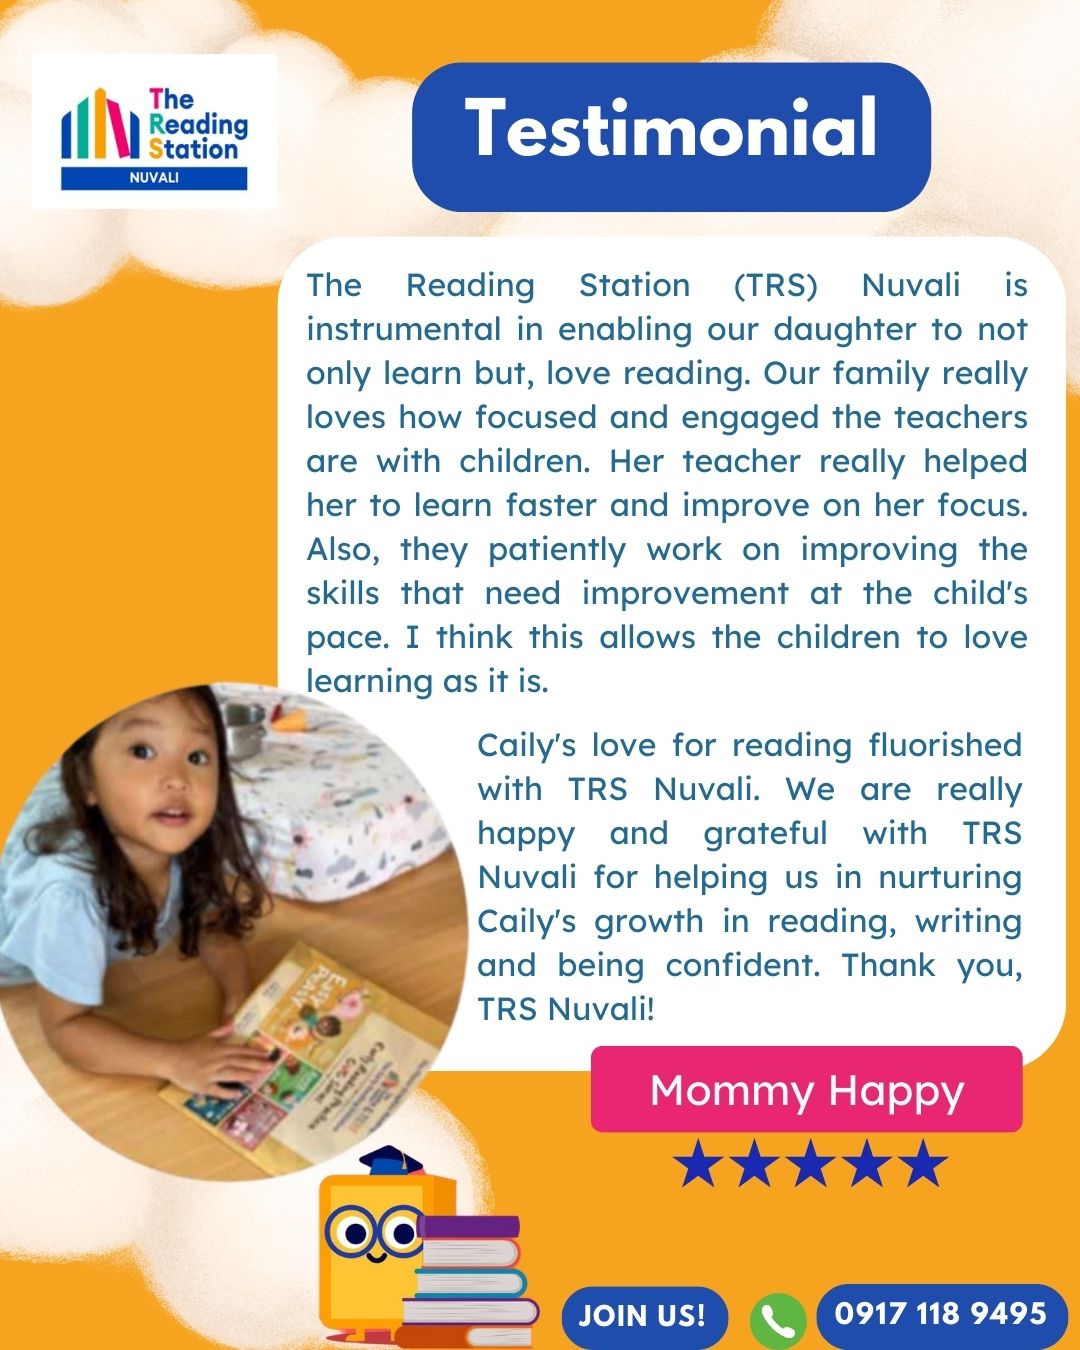 The
Reading
Station
NUVALI
Testimonial
The Reading Station (TRS) Nuvali is
instrumental in enabling our daughter to not
only learn but, love reading. Our family really
loves how focused and engaged the teachers
are with children. Her teacher really helped
her to learn faster and improve on her focus.
Also, they patiently work on improving the
skills that need improvement at the child's
pace. I think this allows the children to love
learning as it is.
Caily's love for reading fluorished
with TRS Nuvali. We are really
happy and grateful with TRS
Nuvali for helping us in nurturing
Caily's growth in reading, writing
and being confident. Thank you,
TRS Nuvali!
EASY
Early Reading Practice
Mommy Happy
JOIN US!
0917 118 9495